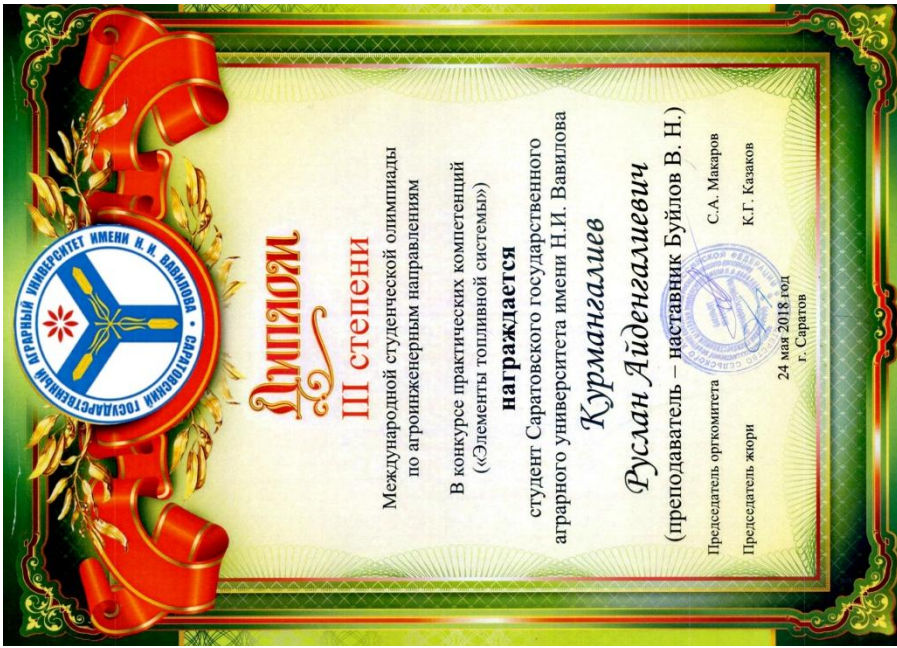 САРАТОВСКИЙ ГОСУДАРСТВЕННЫЙ АГРАРНЫЙ УНИВЕРСИТЕТ ИМЕНИ Н. И. ВАВИЛОВА •
Диплом
III степени
Международной студенческой олимпиады
по агроинженерным направлениям
В конкурсе практических компетенций
(«Элементы топливной системы»)
награждается
студент Саратовского государственного
аграрного университета имени Н.И. Вавилова
Курмангалиев
Руслан Айденгалиевич
(преподаватель – наставник Буйлов В. Н.)
Председатель оргкомитета С.А. Макаров
Председатель жюри К.Г. Казаков
24 мая 2018 год
г. Саратов